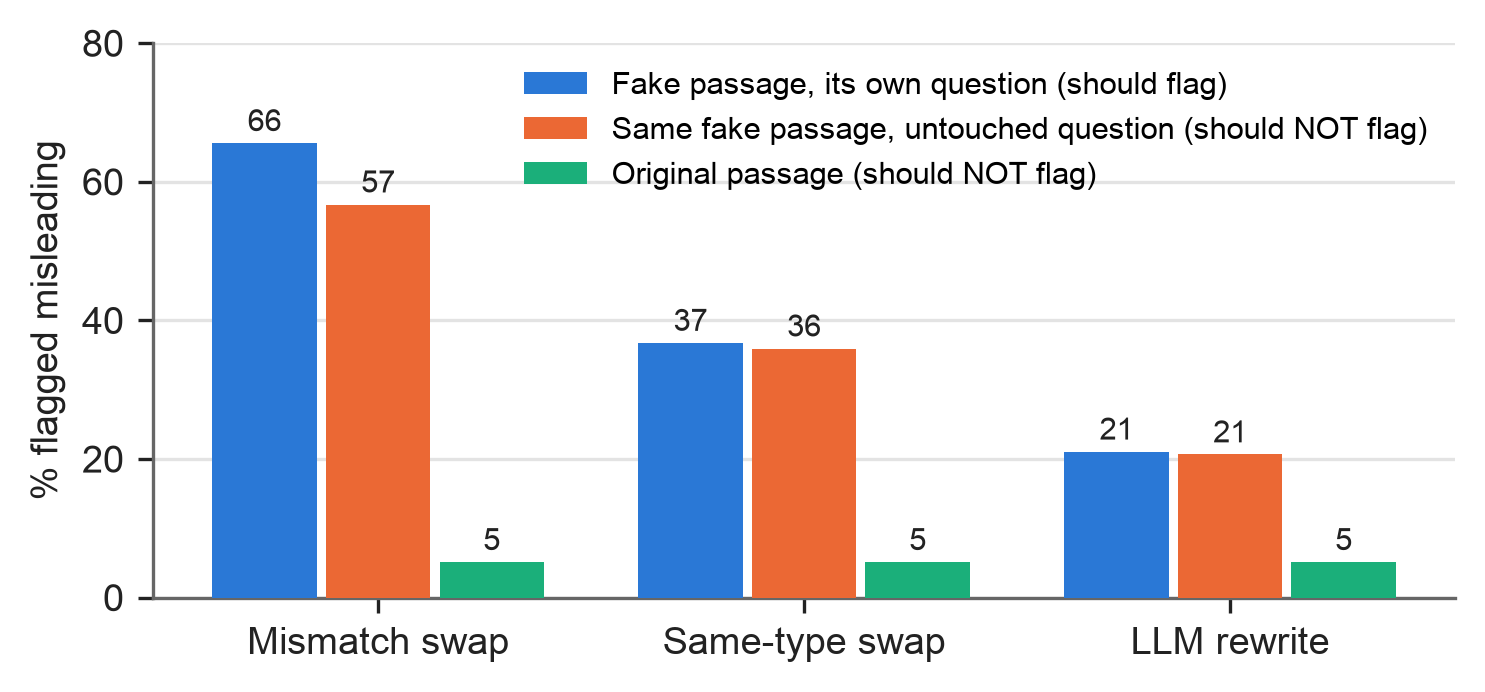 80
60
40
20
0
% flagged misleading
Fake passage, its own question (should flag)
Same fake passage, untouched question (should NOT flag)
Original passage (should NOT flag)
66
57
5
37
36
5
21
21
5
Mismatch swap
Same-type swap
LLM rewrite